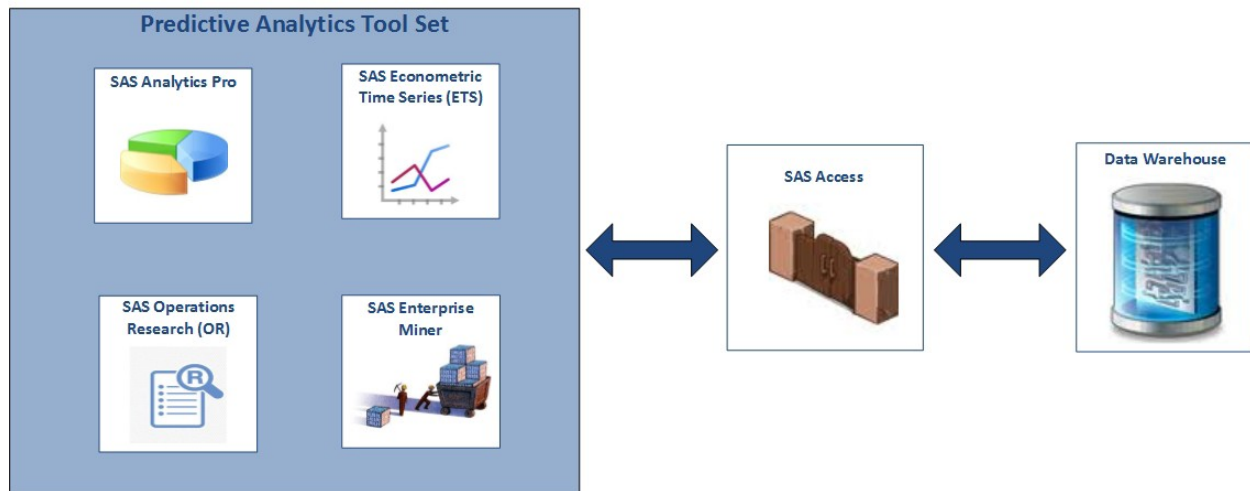 Predictive Analytics Tool Set
SAS Analytics Pro
SAS Econometric
Time Series (ETS)
SAS Operations
Research (OR)
R
SAS Enterprise
Miner
SAS Access
Data Warehouse